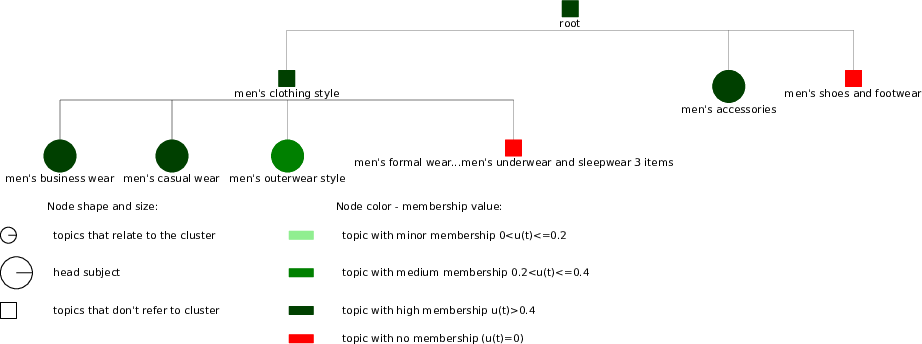 root
men's clothing style
men's accessories
men's shoes and footwear
men's business wear
men's casual wear
men's outerwear style
men's formal wear...men's underwear and sleepwear 3 items
Node shape and size:
Node color - membership value:
topics that relate to the cluster
topic with minor membership 0<u(t)<=0.2
head subject
topic with medium membership 0.2<u(t)<=0.4
topics that don't refer to cluster
topic with high membership u(t)>0.4
topic with no membership (u(t)=0)